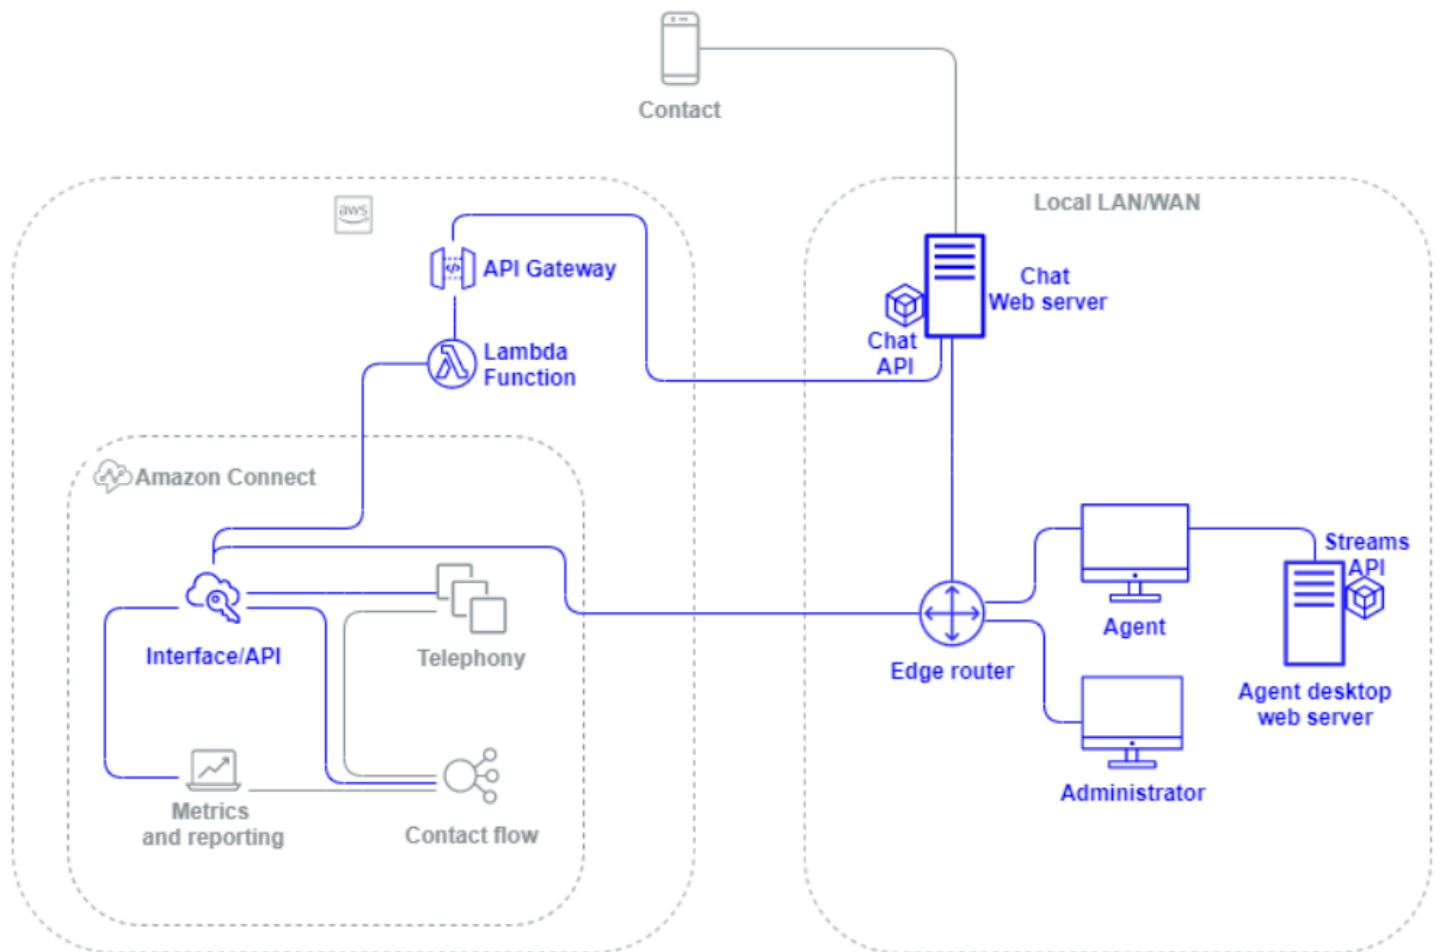 Contact
aws
Local LAN/WAN
API Gateway
Chat
Web server
Chat
API
Lambda
Function
Amazon Connect
Streams
API
Interface/API
Telephony
Edge router
Agent
Agent desktop
web server
Metrics
and reporting
Contact flow
Administrator